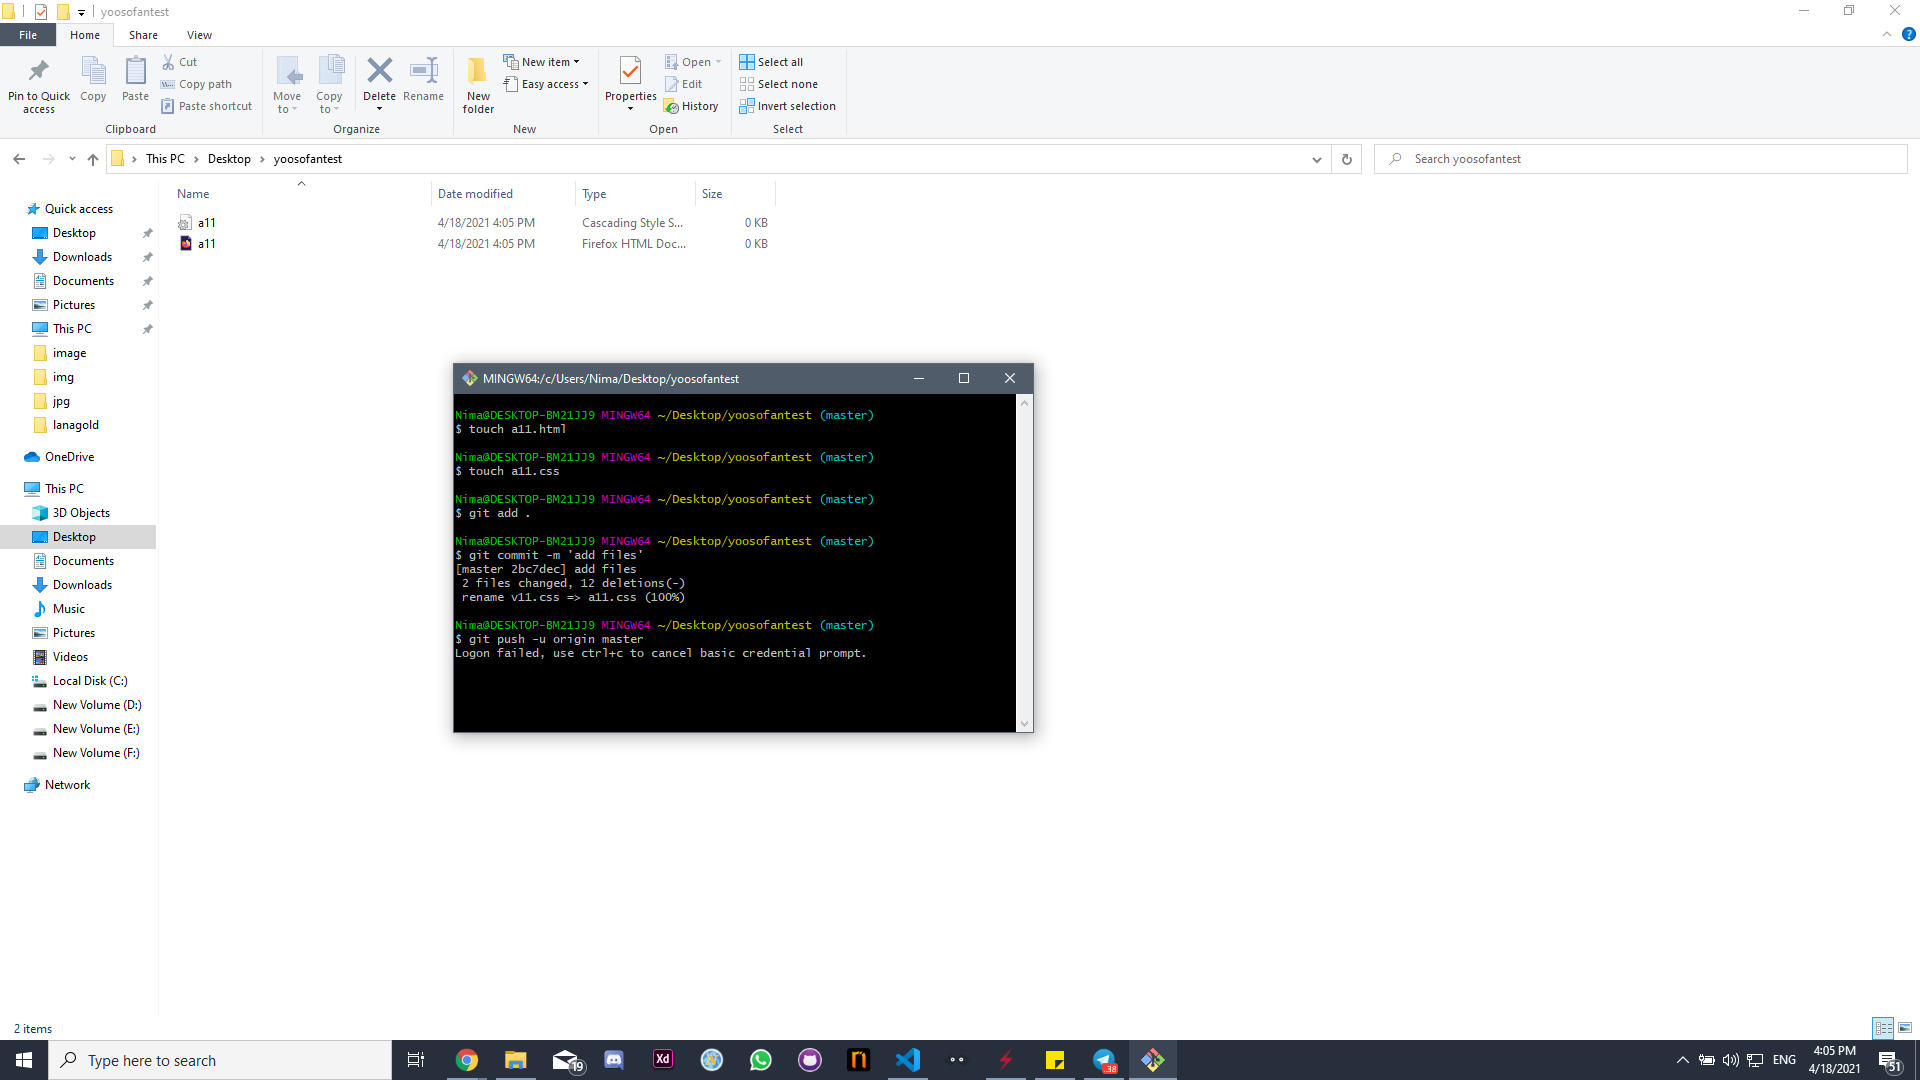 yoosofantest
File Home Share View
Pin to Quick access
Copy
Paste
Cut
Copy path
Paste shortcut
Clipboard
Move to
Copy to
Delete
Rename
Organize
New folder
New item
Easy access
New
Properties
Open
Edit
History
Open
Select all
Select none
Invert selection
Select
This PC > Desktop > yoosofantest
Search yoosofantest
Name Date modified Type Size
a11 4/18/2021 4:05 PM Cascading Style S... 0 KB
a11 4/18/2021 4:05 PM Firefox HTML Doc... 0 KB
Quick access
Desktop
Downloads
Documents
Pictures
This PC
image
img
jpg
lanagold
OneDrive
This PC
3D Objects
Desktop
Documents
Downloads
Music
Pictures
Videos
Local Disk (C:)
New Volume (D:)
New Volume (E:)
New Volume (F:)
Network
MINGW64:/c/Users/Nima/Desktop/yoosofantest
Nima@DESKTOP-BM21JJ9 MINGW64 ~/Desktop/yoosofantest (master)
$ touch a11.html
Nima@DESKTOP-BM21JJ9 MINGW64 ~/Desktop/yoosofantest (master)
$ touch a11.css
Nima@DESKTOP-BM21JJ9 MINGW64 ~/Desktop/yoosofantest (master)
$ git add .
Nima@DESKTOP-BM21JJ9 MINGW64 ~/Desktop/yoosofantest (master)
$ git commit -m 'add files'
[master 2bc7dec] add files
2 files changed, 12 deletions(-)
rename v11.css => a11.css (100%)
Nima@DESKTOP-BM21JJ9 MINGW64 ~/Desktop/yoosofantest (master)
$ git push -u origin master
Logon failed, use ctrl+c to cancel basic credential prompt.
2 items
Type here to search
19
Xd
38
ENG
4:05 PM
4/18/2021
51